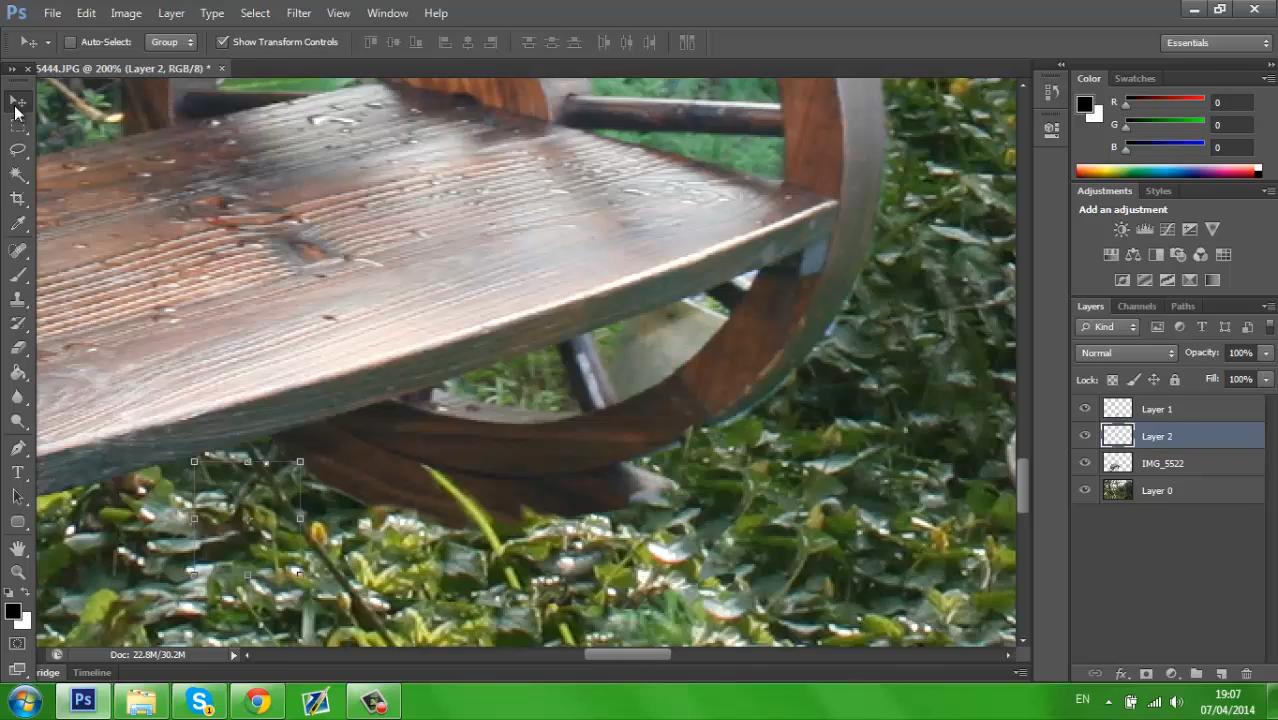 Ps File Edit Image Layer Type Select Filter View Window Help
Auto-Select: Group Show Transform Controls Essentials
5444.JPG @ 200% (Layer 2, RGB/8) * ×
Color Swatches
R 0
G 0
B 0
Adjustments Styles
Add an adjustment
Layers Channels Paths
Kind
Normal Opacity: 100%
Lock: Fill: 100%
Layer 1
Layer 2
IMG_5522
Layer 0
Doc: 22.8M/30.2M
ridge Timeline
Ps S 1 EN 19:07
07/04/2014